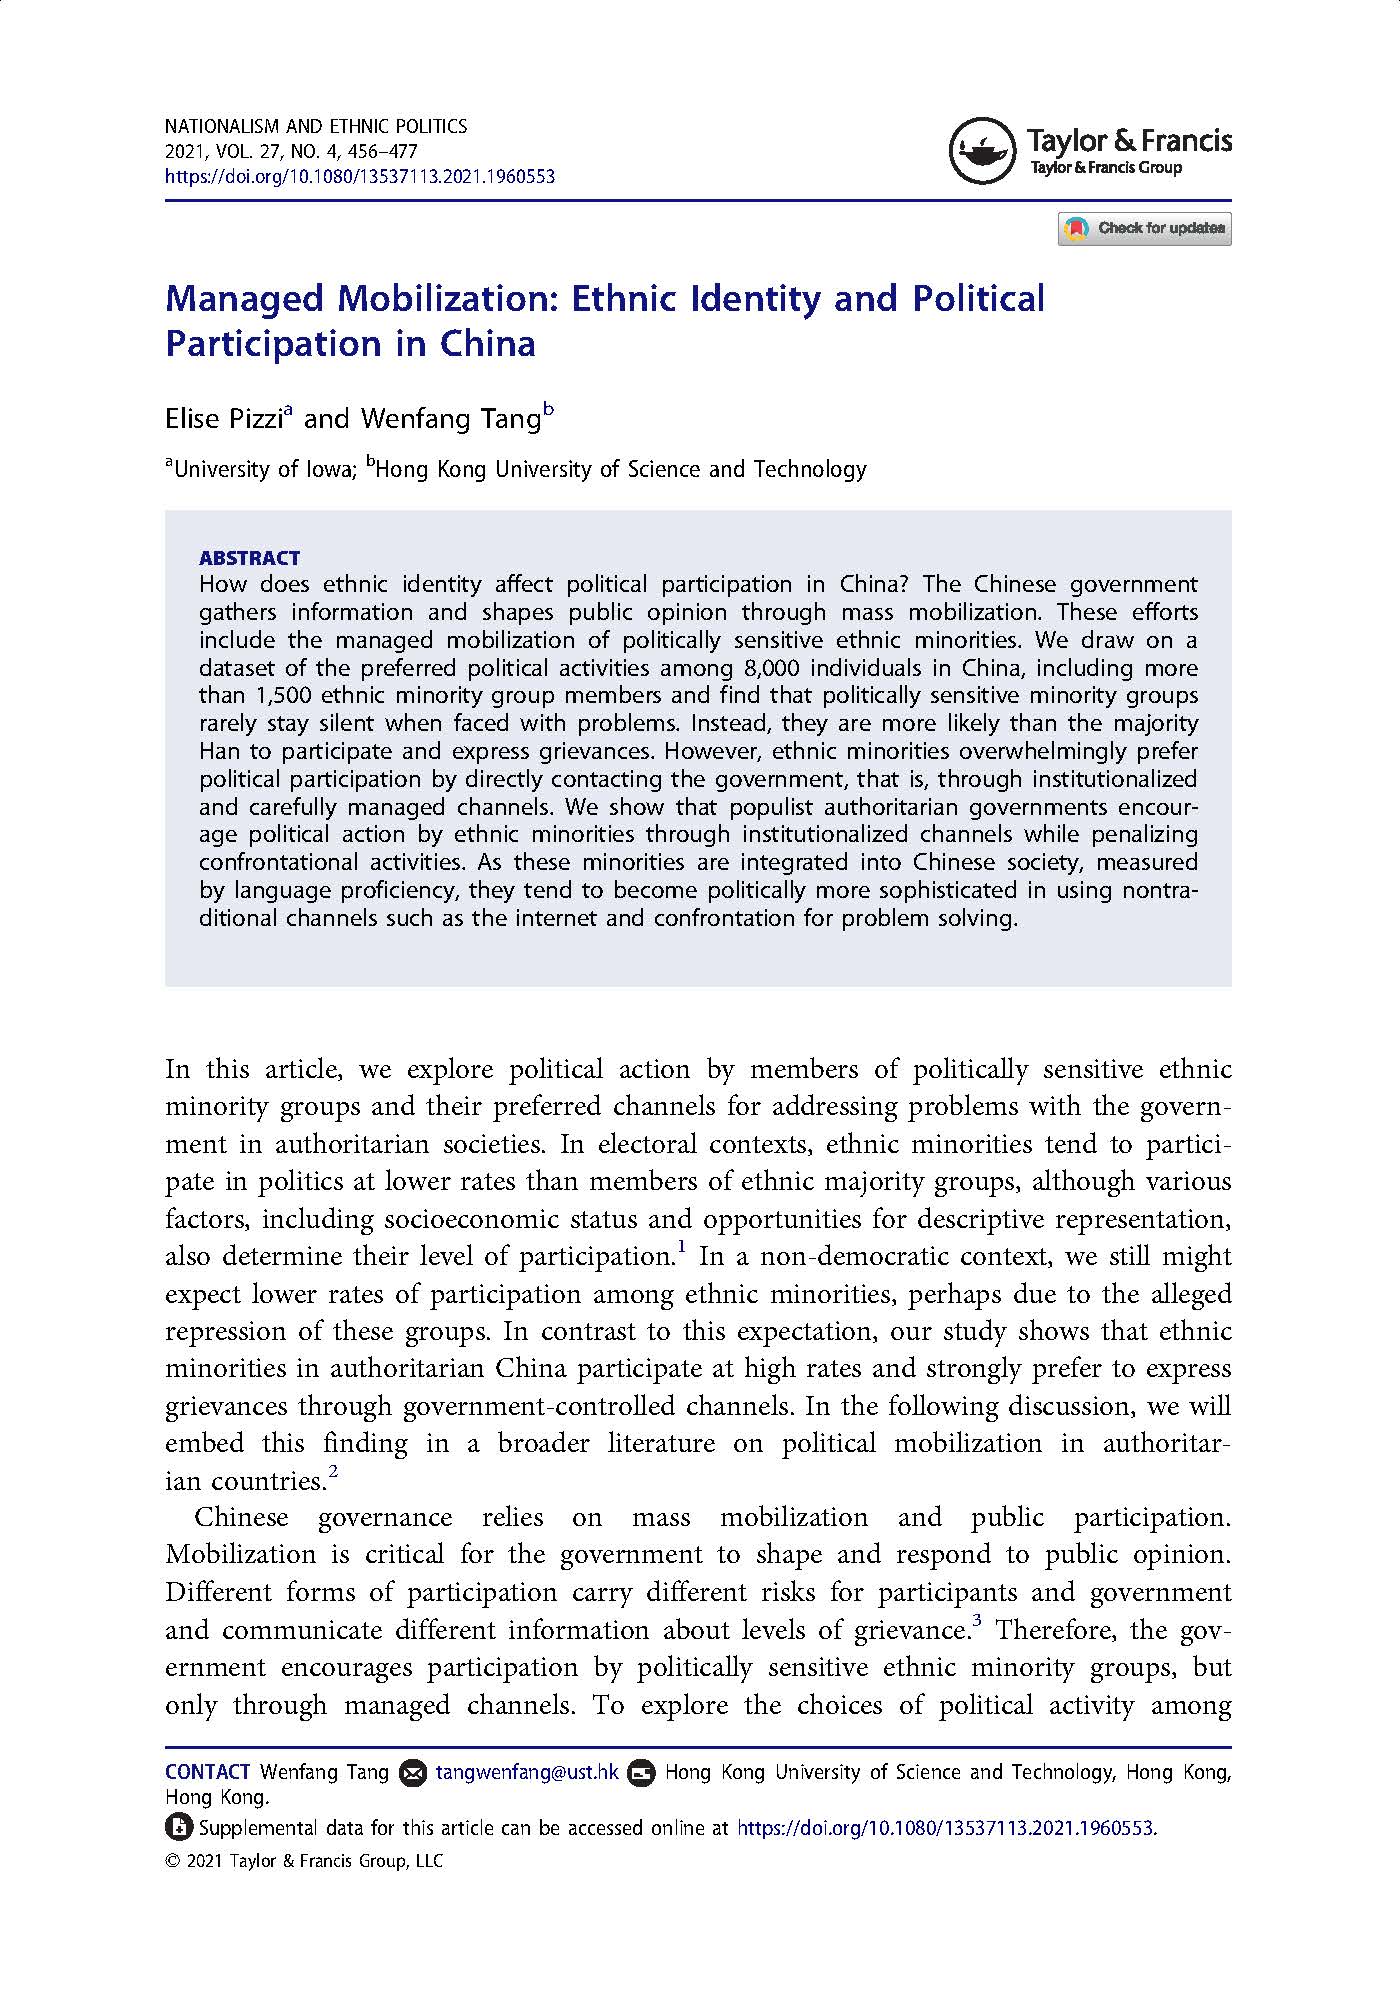 NATIONALISM AND ETHNIC POLITICS
2021, VOL. 27, NO. 4, 456–477
https://doi.org/10.1080/13537113.2021.1960553
Taylor & Francis
Taylor & Francis Group
Check for updates
Managed Mobilization: Ethnic Identity and Political
Participation in China
Elise Pizziᵃ and Wenfang Tangᵇ
ᵃUniversity of Iowa; ᵇHong Kong University of Science and Technology
ABSTRACT
How does ethnic identity affect political participation in China? The Chinese government
gathers information and shapes public opinion through mass mobilization. These efforts
include the managed mobilization of politically sensitive ethnic minorities. We draw on a
dataset of the preferred political activities among 8,000 individuals in China, including more
than 1,500 ethnic minority group members and find that politically sensitive minority groups
rarely stay silent when faced with problems. Instead, they are more likely than the majority
Han to participate and express grievances. However, ethnic minorities overwhelmingly prefer
political participation by directly contacting the government, that is, through institutionalized
and carefully managed channels. We show that populist authoritarian governments encour-
age political action by ethnic minorities through institutionalized channels while penalizing
confrontational activities. As these minorities are integrated into Chinese society, measured
by language proficiency, they tend to become politically more sophisticated in using nontra-
ditional channels such as the internet and confrontation for problem solving.
In this article, we explore political action by members of politically sensitive ethnic
minority groups and their preferred channels for addressing problems with the govern-
ment in authoritarian societies. In electoral contexts, ethnic minorities tend to partici-
pate in politics at lower rates than members of ethnic majority groups, although various
factors, including socioeconomic status and opportunities for descriptive representation,
also determine their level of participation.¹ In a non-democratic context, we still might
expect lower rates of participation among ethnic minorities, perhaps due to the alleged
repression of these groups. In contrast to this expectation, our study shows that ethnic
minorities in authoritarian China participate at high rates and strongly prefer to express
grievances through government-controlled channels. In the following discussion, we will
embed this finding in a broader literature on political mobilization in authoritar-
ian countries.²
Chinese governance relies on mass mobilization and public participation.
Mobilization is critical for the government to shape and respond to public opinion.
Different forms of participation carry different risks for participants and government
and communicate different information about levels of grievance.³ Therefore, the gov-
ernment encourages participation by politically sensitive ethnic minority groups, but
only through managed channels. To explore the choices of political activity among
CONTACT Wenfang Tang tangwenfang@ust.hk Hong Kong University of Science and Technology, Hong Kong,
Hong Kong.
Supplemental data for this article can be accessed online at https://doi.org/10.1080/13537113.2021.1960553.
© 2021 Taylor & Francis Group, LLC